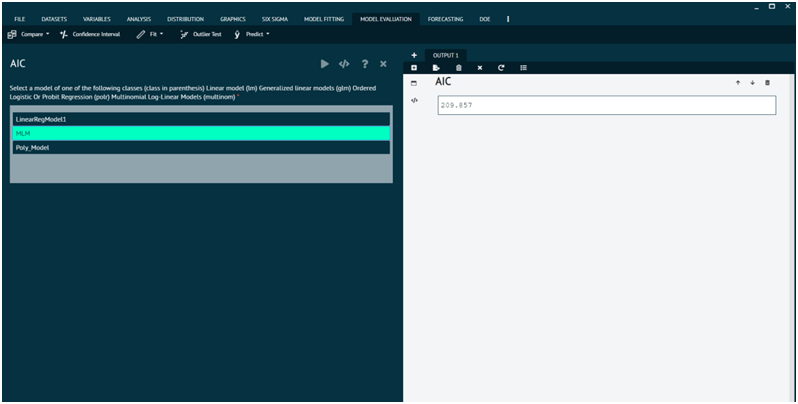 FILE DATASETS VARIABLES ANALYSIS DISTRIBUTION GRAPHICS SIX SIGMA MODEL FITTING MODEL EVALUATION FORECASTING DOE
Compare Confidence Interval Fit Outlier Test Predict
AIC
Select a model of one of the following classes (class in parenthesis) Linear model (lm) Generalized linear models (glm) Ordered
Logistic Or Probit Regression (polr) Multinomial Log-Linear Models (multinom) *
LinearRegModel1
MLM
Poly_Model
OUTPUT 1
AIC
209.857